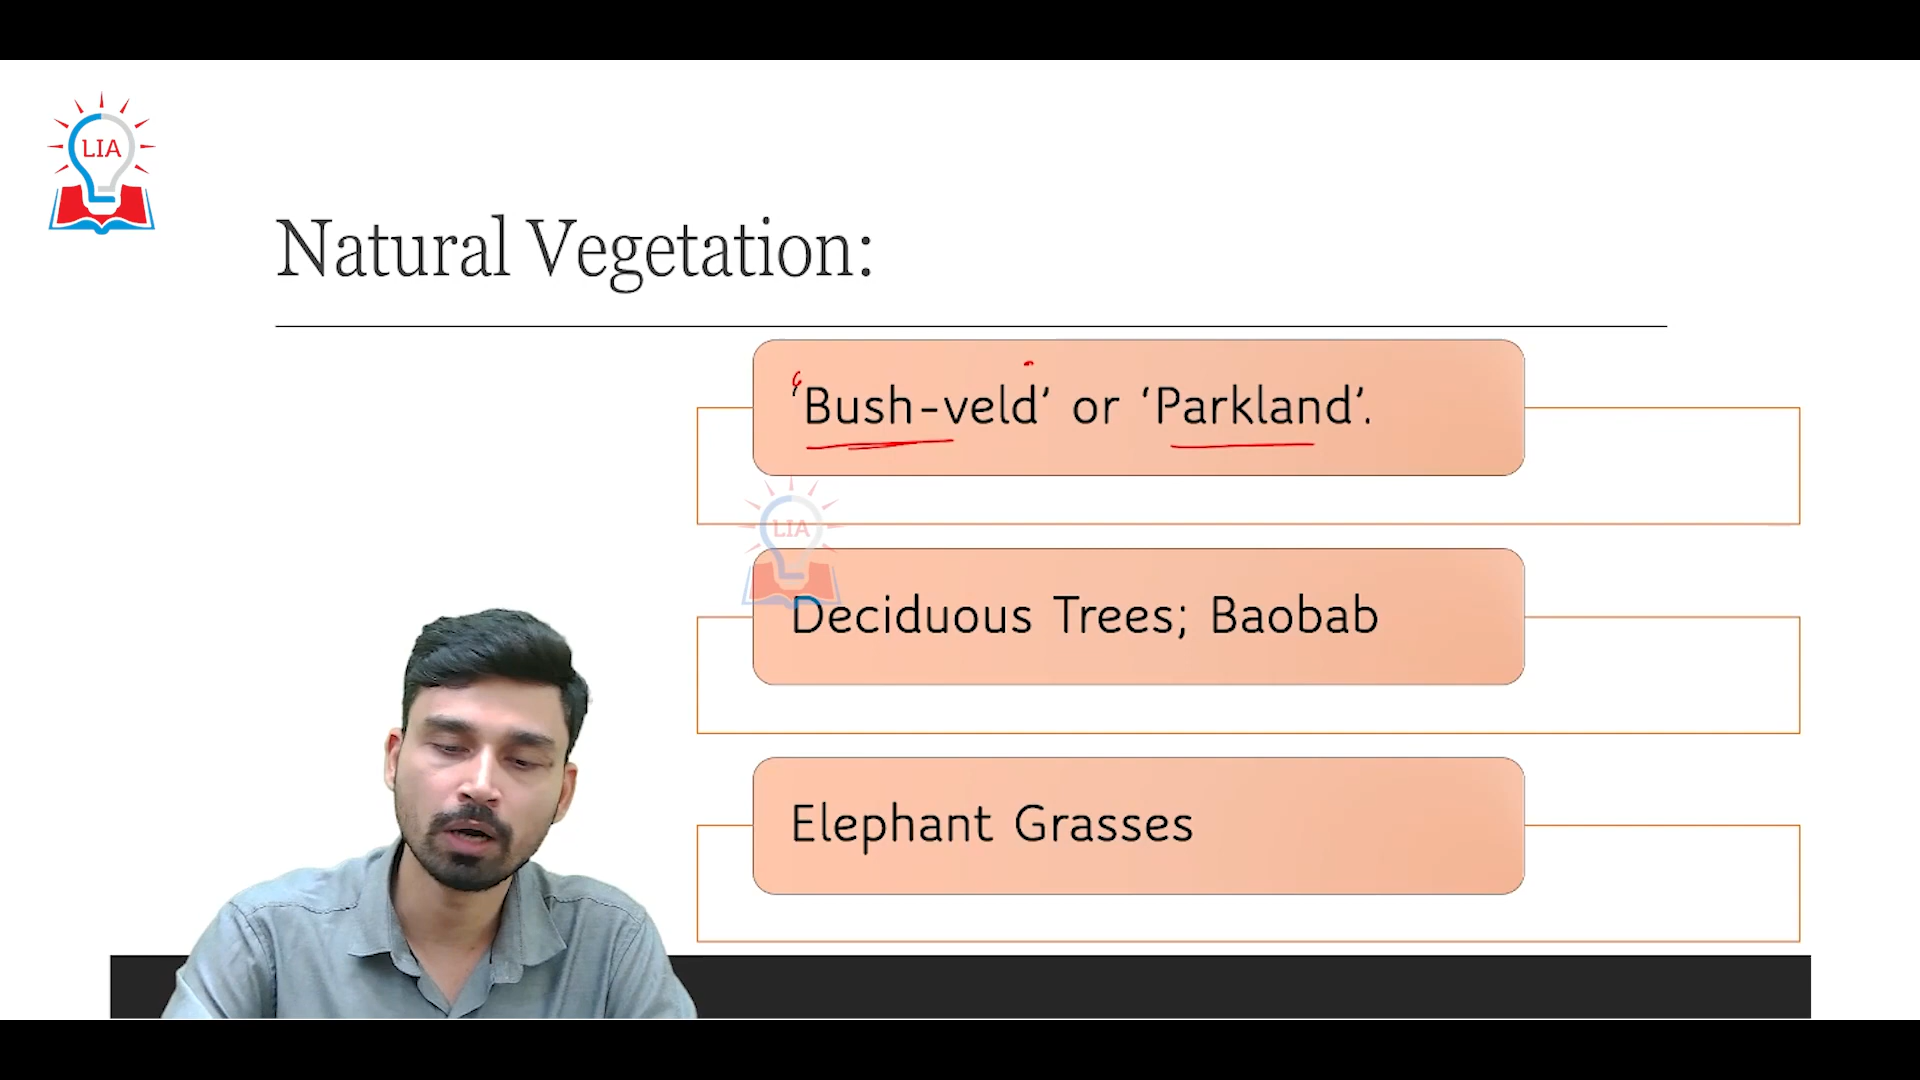 LIA
Natural Vegetation:
‘Bush-veld’ or ‘Parkland’.
LIA
Deciduous Trees; Baobab
Elephant Grasses